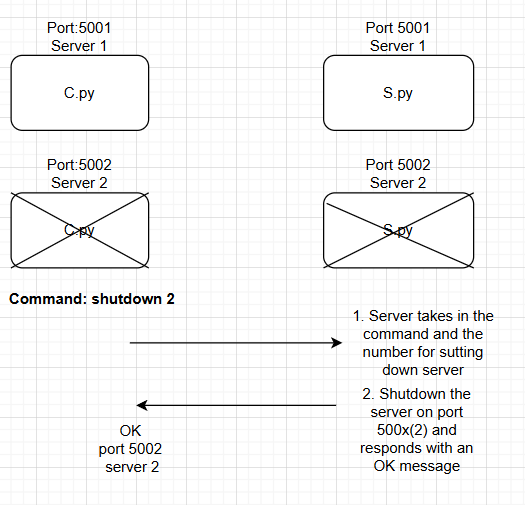 Port:5001
Server 1
C.py
Port 5001
Server 1
S.py
Port:5002
Server 2
C.py
Port 5002
Server 2
S.py
Command: shutdown 2
1. Server takes in the
command and the
number for sutting
down server
2. Shutdown the
server on port
500x(2) and
responds with an
OK message
OK
port 5002
server 2